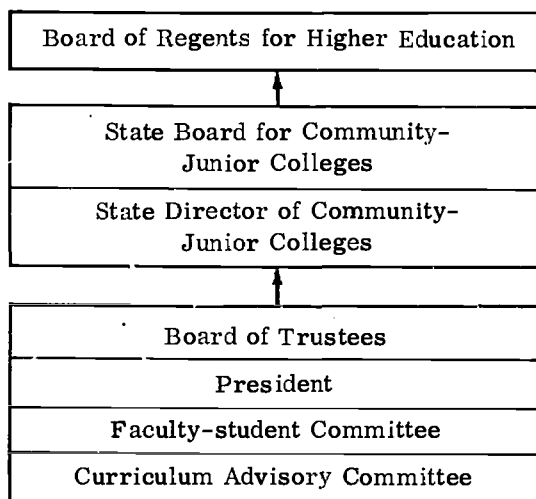 Board of Regents for Higher Education
State Board for Community-
Junior Colleges
State Director of Community-
Junior Colleges
Board of Trustees
President
Faculty-student Committee
Curriculum Advisory Committee